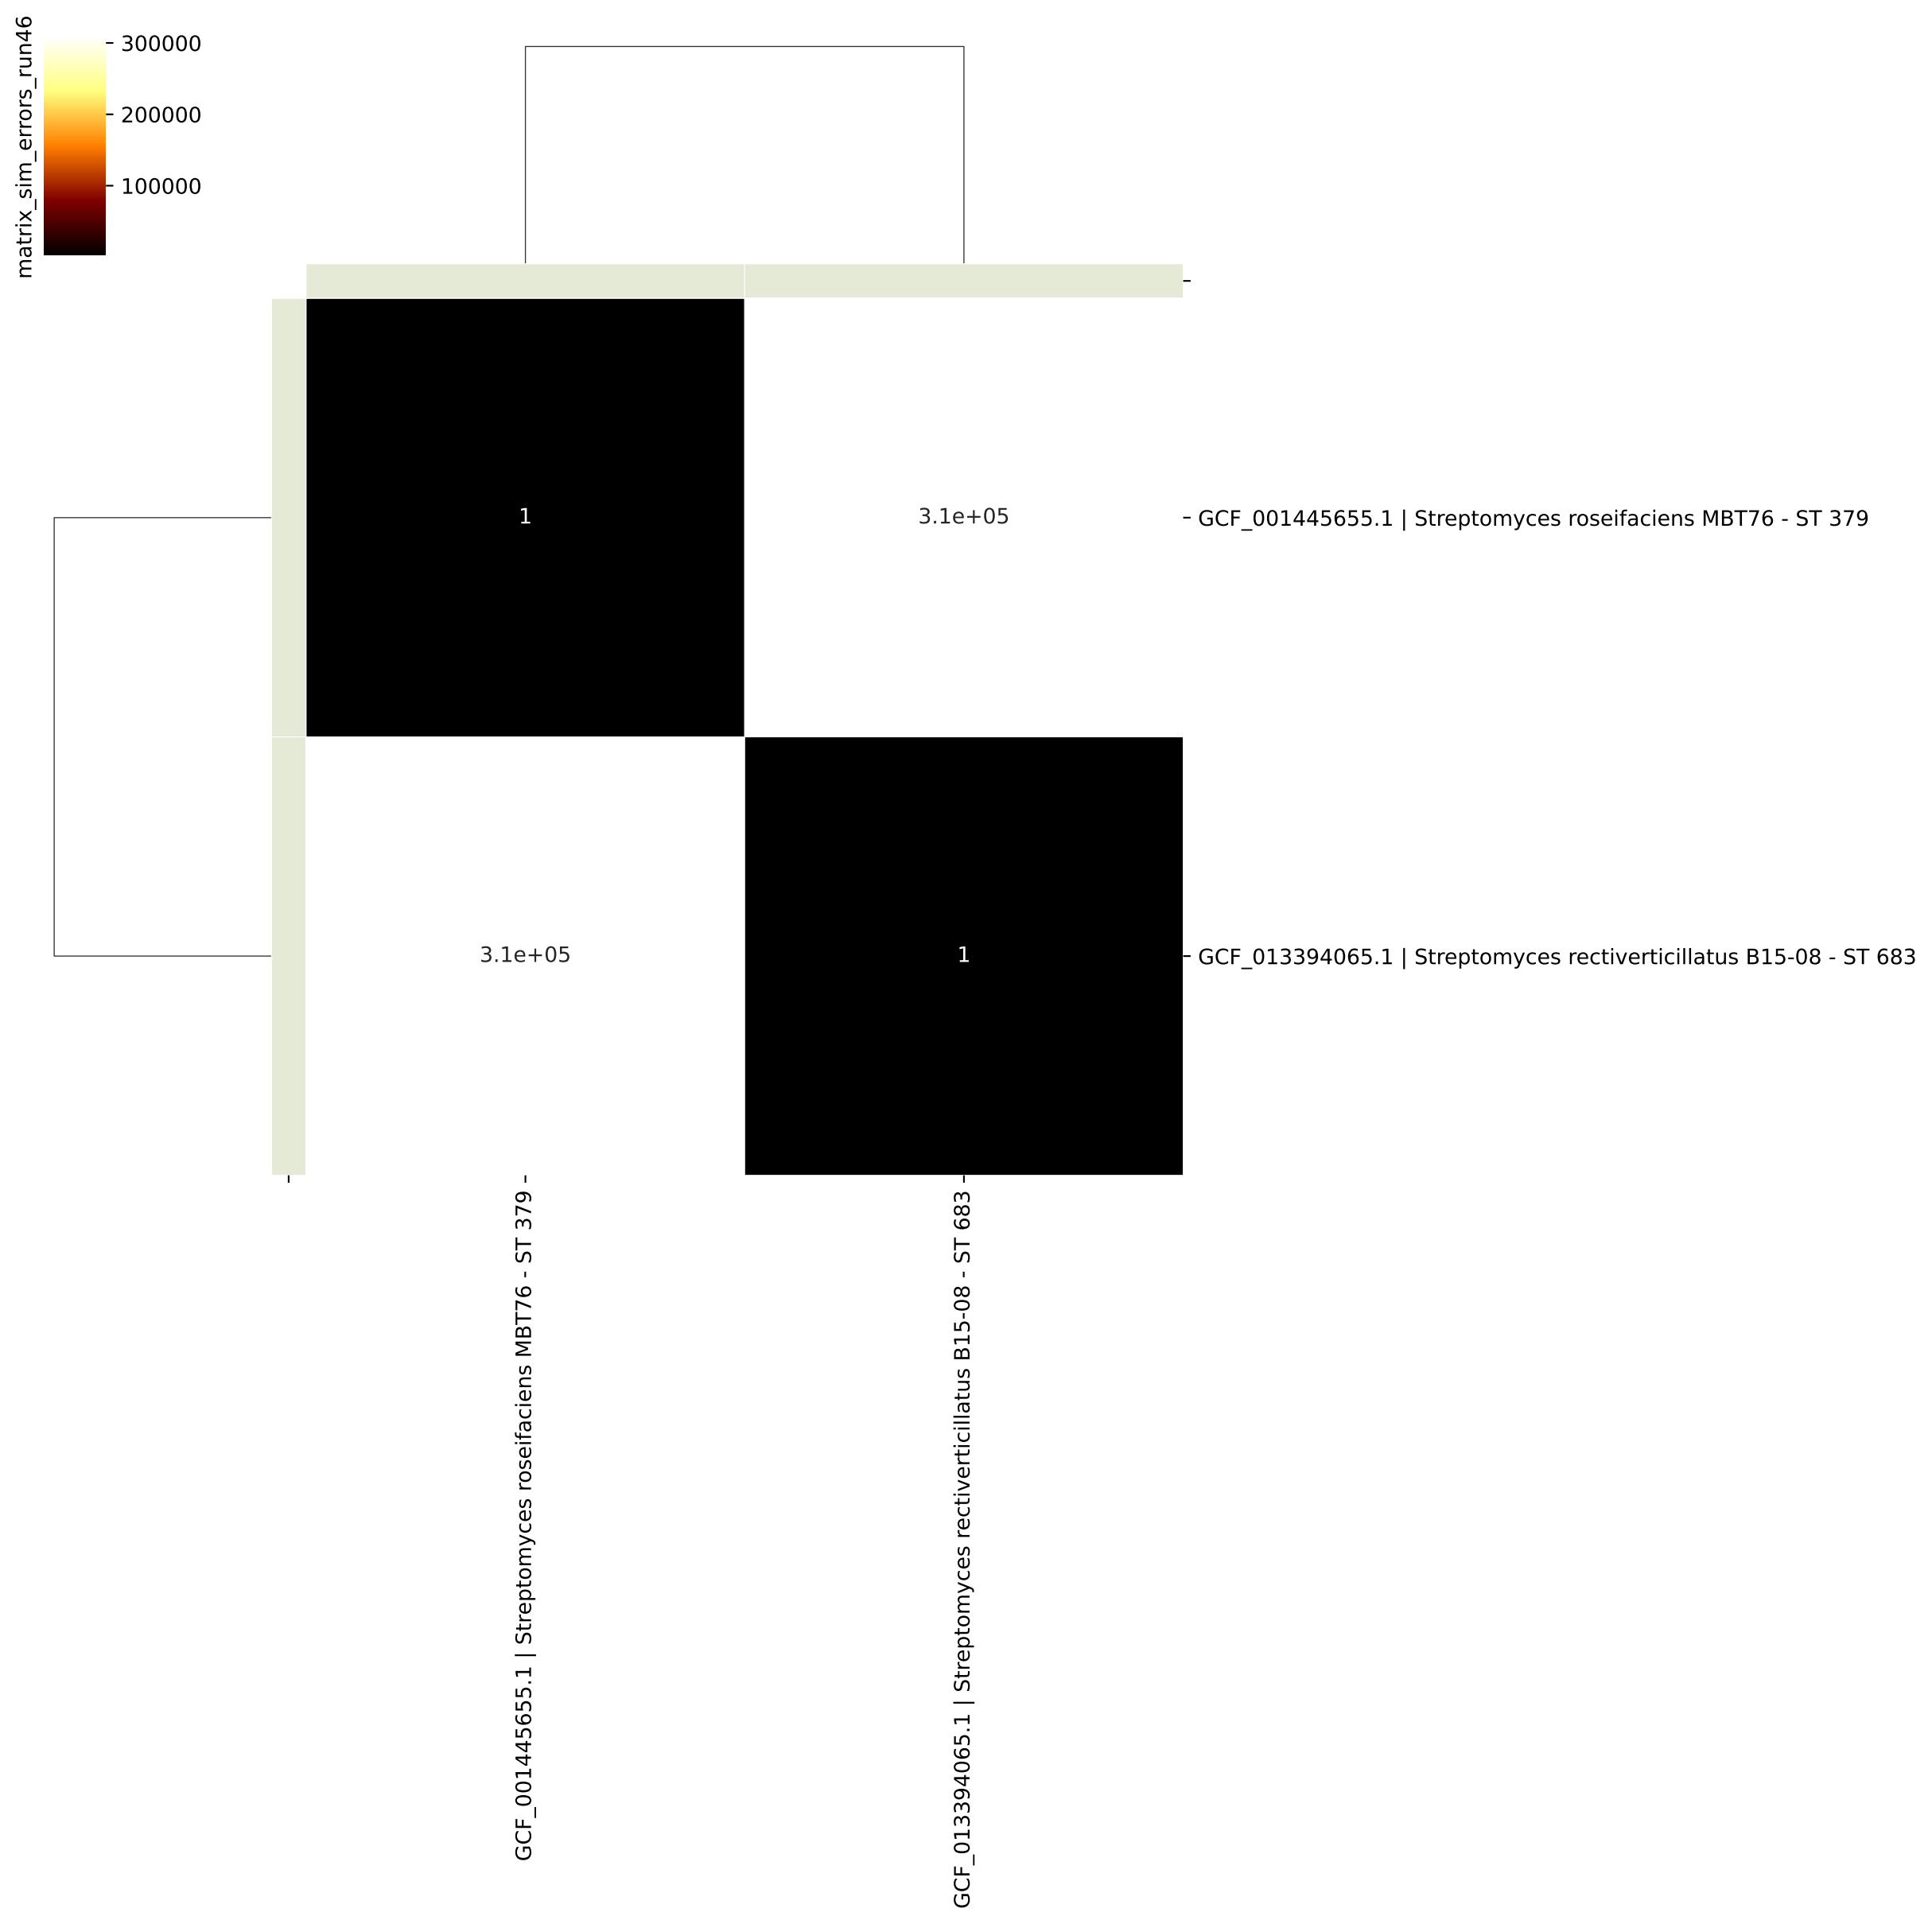 matrix_sim_errors_run46
300000
200000
100000
1
3.1e+05
GCF_001445655.1 | Streptomyces roseifaciens MBT76 - ST 379
3.1e+05
1
GCF_013394065.1 | Streptomyces rectiverticillatus B15-08 - ST 683
GCF_001445655.1 | Streptomyces roseifaciens MBT76 - ST 379
GCF_013394065.1 | Streptomyces rectiverticillatus B15-08 - ST 683